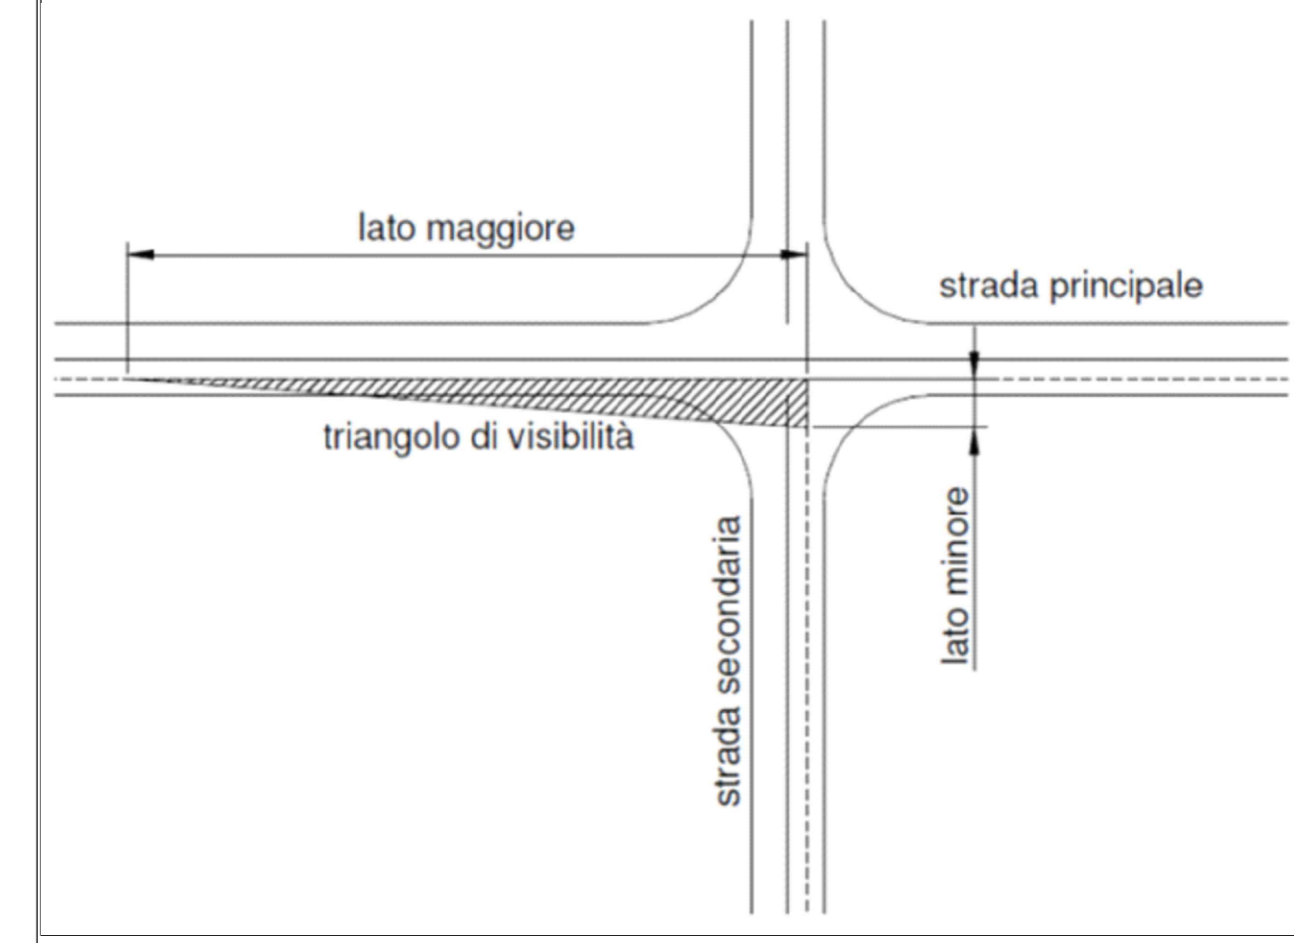 lato maggiore
strada principale
triangolo di visibilità
lato minore
strada secondaria